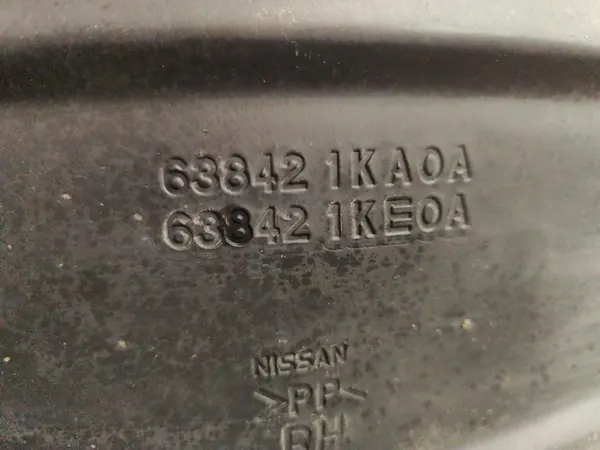 63842 1KA0A
63842 1KE0A
NISSAN
>PP<
RH